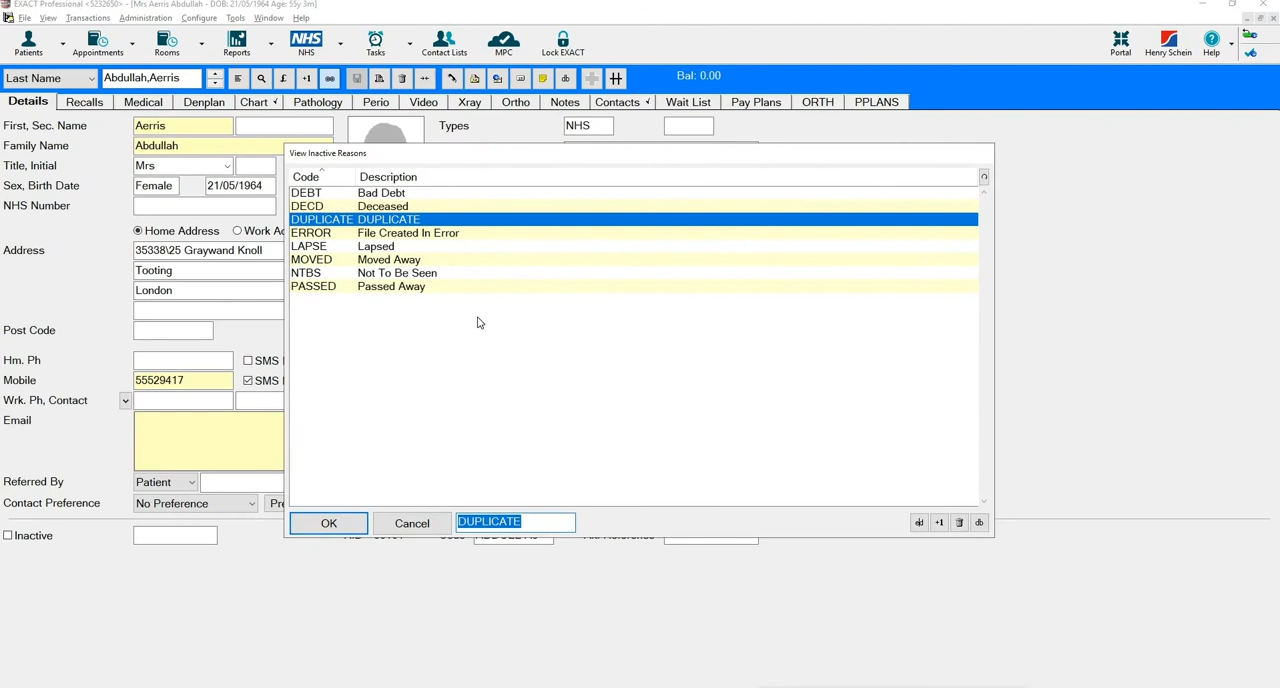 EXACT Professional <5232650> - [Mrs Aerris Abdullah - DOB: 21/05/1964 Age: 55y 3m]
File View Transactions Administration Configure Tools Window Help
Patients Appointments Rooms Reports NHS NHS Tasks Contact Lists MPC Lock EXACT Portal Henry Schein Help
Last Name Abdullah,Aerris £ +1 Bal: 0.00
Details Recalls Medical Denplan Chart Pathology Perio Video Xray Ortho Notes Contacts Wait List Pay Plans ORTH PPLANS
First, Sec. Name Aerris Types NHS
Family Name Abdullah
Title, Initial Mrs
Sex, Birth Date Female 21/05/1964
NHS Number
Home Address Work Ad
Address 35338\25 Graywand Knoll
Tooting
London
Post Code
Hm. Ph SMS
Mobile 55529417 SMS
Wrk. Ph, Contact
Email
Referred By Patient
Contact Preference No Preference Pre
Inactive
View Inactive Reasons
Code Description
DEBT Bad Debt
DECD Deceased
DUPLICATE DUPLICATE
ERROR File Created In Error
LAPSE Lapsed
MOVED Moved Away
NTBS Not To Be Seen
PASSED Passed Away
OK Cancel DUPLICATE +1